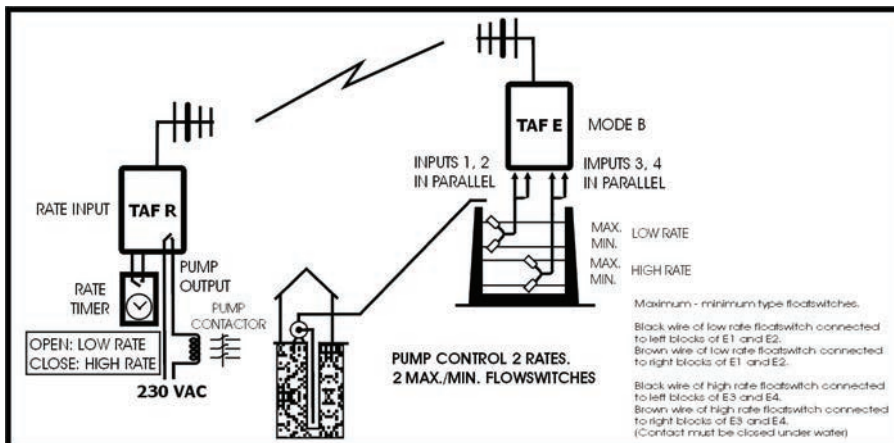 TAF E
MODE B
INPUTS 1, 2
IN PARALLEL
IMPUTS 3, 4
IN PARALLEL
RATE INPUT
TAF R
MAX.
MIN.
LOW RATE
MAX.
MIN.
HIGH RATE
PUMP
OUTPUT
RATE
TIMER
PUMP
CONTACTOR
OPEN: LOW RATE
CLOSE: HIGH RATE
230 VAC
PUMP CONTROL 2 RATES.
2 MAX./MIN. FLOWSWITCHES
Maximum - minimum type floatswitches.
Black wire of low rate floatswitch connected
to left blocks of E1 and E2.
Brown wire of low rate floatswitch connected
to right blocks of E1 and E2.
Black wire of high rate floatswitch connected
to left blocks of E3 and E4.
Brown wire of high rate floatswitch connected
to right blocks of E3 and E4.
(Contact must be closed under water)